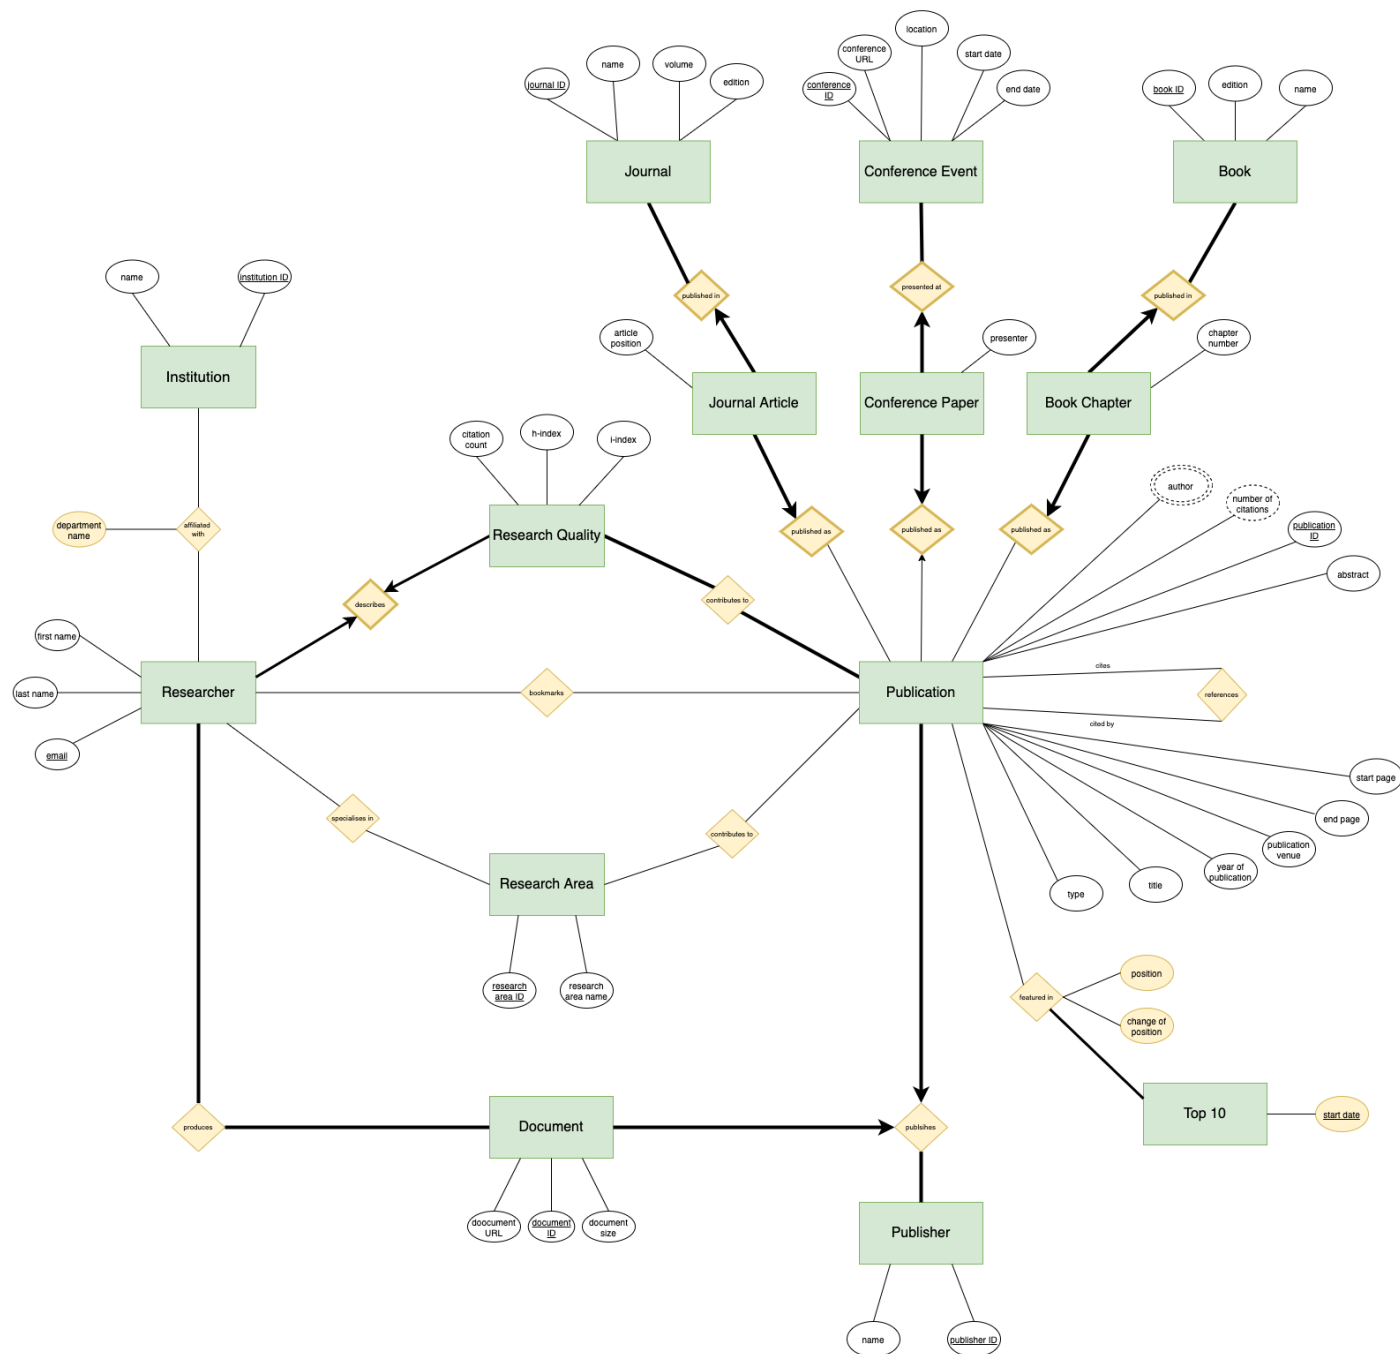 location
conference
URL
start date
name
volume
journal ID
edition
conference
ID
end date
book ID
edition
name
Journal
Conference Event
Book
name
institution ID
published in
presented at
published in
article
position
presenter
chapter
number
Institution
Journal Article
Conference Paper
Book Chapter
citation
count
h-index
i-index
author
number of
citations
publication
ID
department
name
affiliated
with
Research Quality
published as
published as
published as
abstract
describes
contributes to
first name
cites
last name
Researcher
bookmarks
Publication
references
cited by
email
start page
end page
specialises in
contributes to
publication
venue
year of
publication
title
type
Research Area
research
area ID
research
area name
position
featured in
change of
position
produces
Document
publsihes
Top 10
start date
doocument
URL
document
ID
document
size
Publisher
name
publisher ID